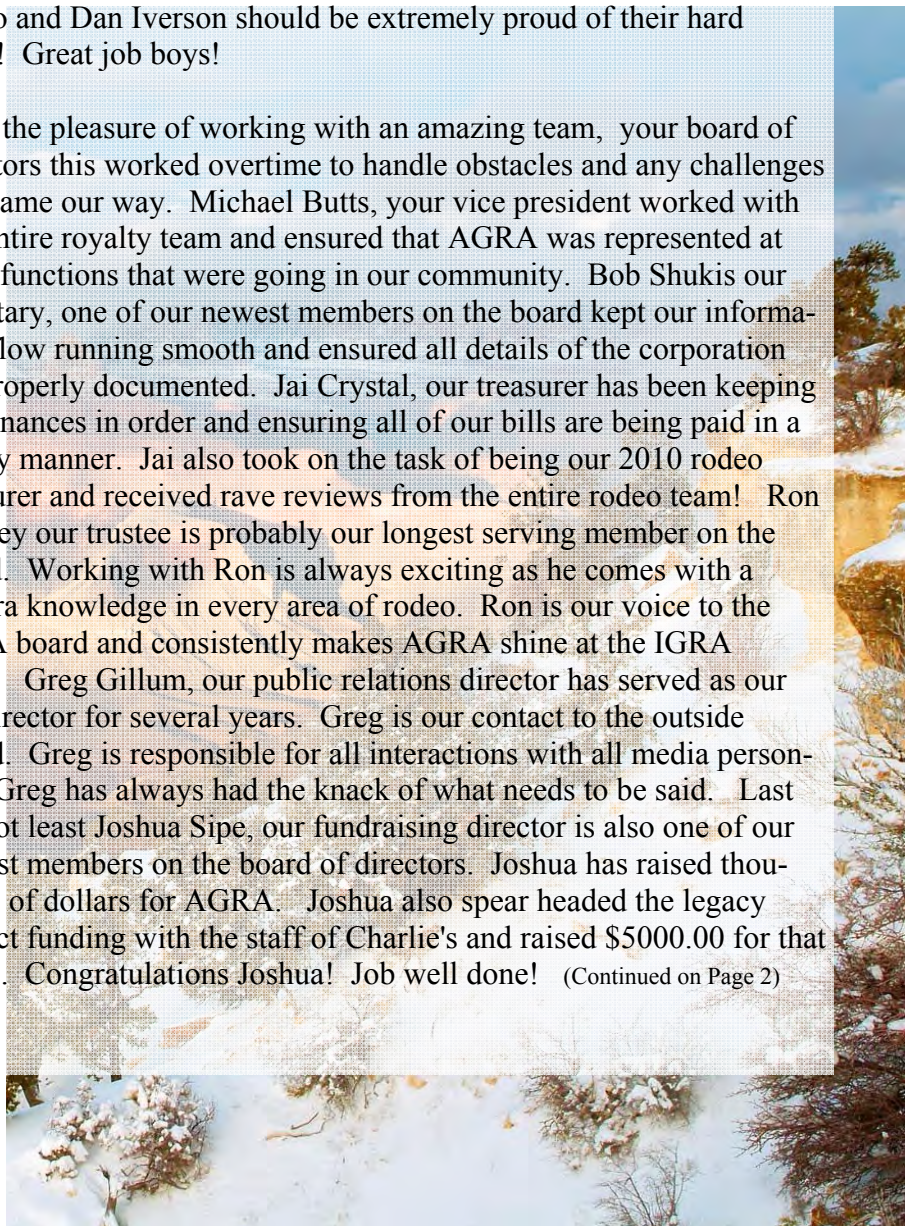 o and Dan Iverson should be extremely proud of their hard
! Great job boys!
the pleasure of working with an amazing team, your board of
tors this worked overtime to handle obstacles and any challenges
ame our way. Michael Butts, your vice president worked with
ntire royalty team and ensured that AGRA was represented at
functions that were going in our community. Bob Shukis our
tary, one of our newest members on the board kept our informa-
low running smooth and ensured all details of the corporation
roperly documented. Jai Crystal, our treasurer has been keeping
nances in order and ensuring all of our bills are being paid in a
y manner. Jai also took on the task of being our 2010 rodeo
urer and received rave reviews from the entire rodeo team! Ron
ey our trustee is probably our longest serving member on the
. Working with Ron is always exciting as he comes with a
ra knowledge in every area of rodeo. Ron is our voice to the
A board and consistently makes AGRA shine at the IGRA
Greg Gillum, our public relations director has served as our
irector for several years. Greg is our contact to the outside
l. Greg is responsible for all interactions with all media person-
Greg has always had the knack of what needs to be said. Last
ot least Joshua Sipe, our fundraising director is also one of our
st members on the board of directors. Joshua has raised thou-
of dollars for AGRA. Joshua also spear headed the legacy
ct funding with the staff of Charlie's and raised $5000.00 for that
. Congratulations Joshua! Job well done! (Continued on Page 2)